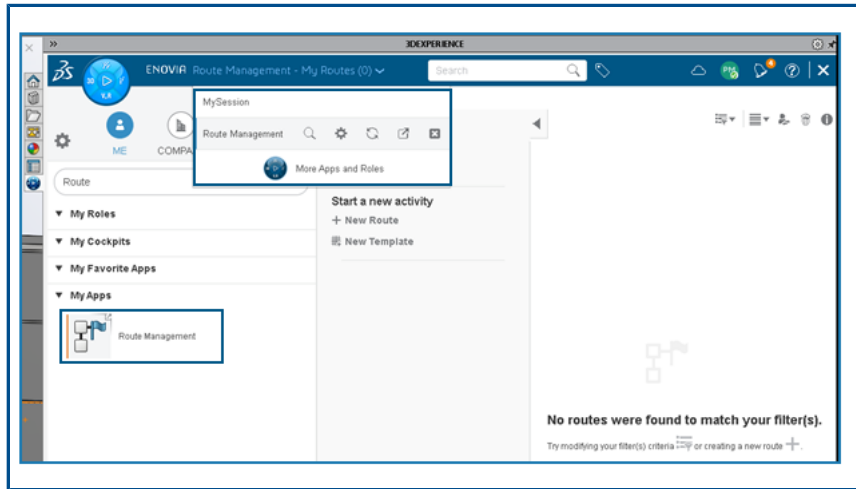 3DEXPERIENCE
ENOVIA Route Management - My Routes (0)
Search
MySession
Route Management
More Apps and Roles
ME
COMPA
Route
My Roles
My Cockpits
My Favorite Apps
My Apps
Route Management
Start a new activity
+ New Route
New Template
No routes were found to match your filter(s).
Try modifying your filter(s) criteria or creating a new route + .